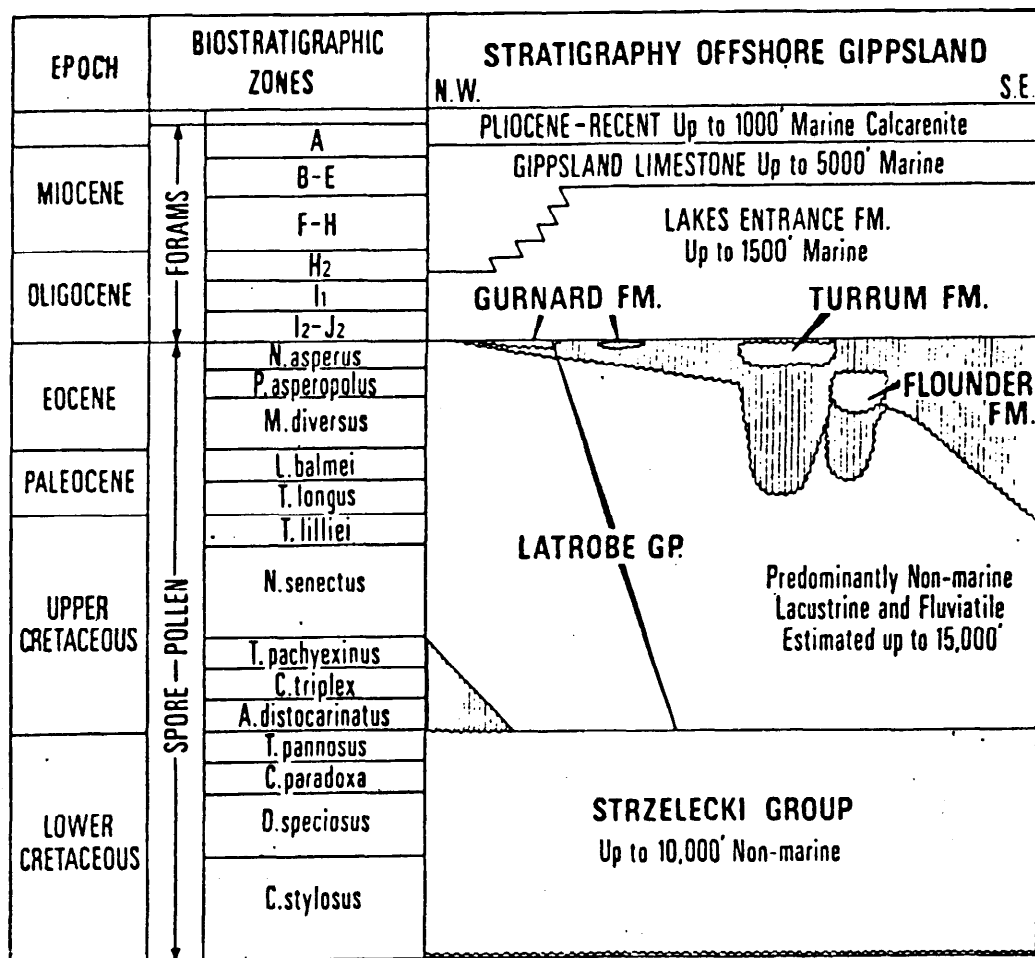 EPOCH
BIOSTRATIGRAPHIC
ZONES
STRATIGRAPHY OFFSHORE GIPPSLAND
N.W.
S.E.
FORAMS
SPORE-POLLEN
MIOCENE
OLIGOCENE
EOCENE
PALEOCENE
UPPER
CRETACEOUS
LOWER
CRETACEOUS
A
B-E
F-H
H2
I1
I2-J2
N.asperus
P.asperopolus
M.diversus
L.balmei
T.longus
T.lilliei
N.senectus
T.pachyexinus
C.triplex
A.distocarinatus
T.pannosus
C.paradoxa
D.speciosus
C.stylosus
PLIOCENE-RECENT Up to 1000' Marine Calcarenite
GIPPSLAND LIMESTONE Up to 5000' Marine
LAKES ENTRANCE FM.
Up to 1500' Marine
GURNARD FM.
TURRUM FM.
FLOUNDER
FM.
LATROBE GP.
Predominantly Non-marine
Lacustrine and Fluviatile
Estimated up to 15,000'
STRZELECKI GROUP
Up to 10,000' Non-marine